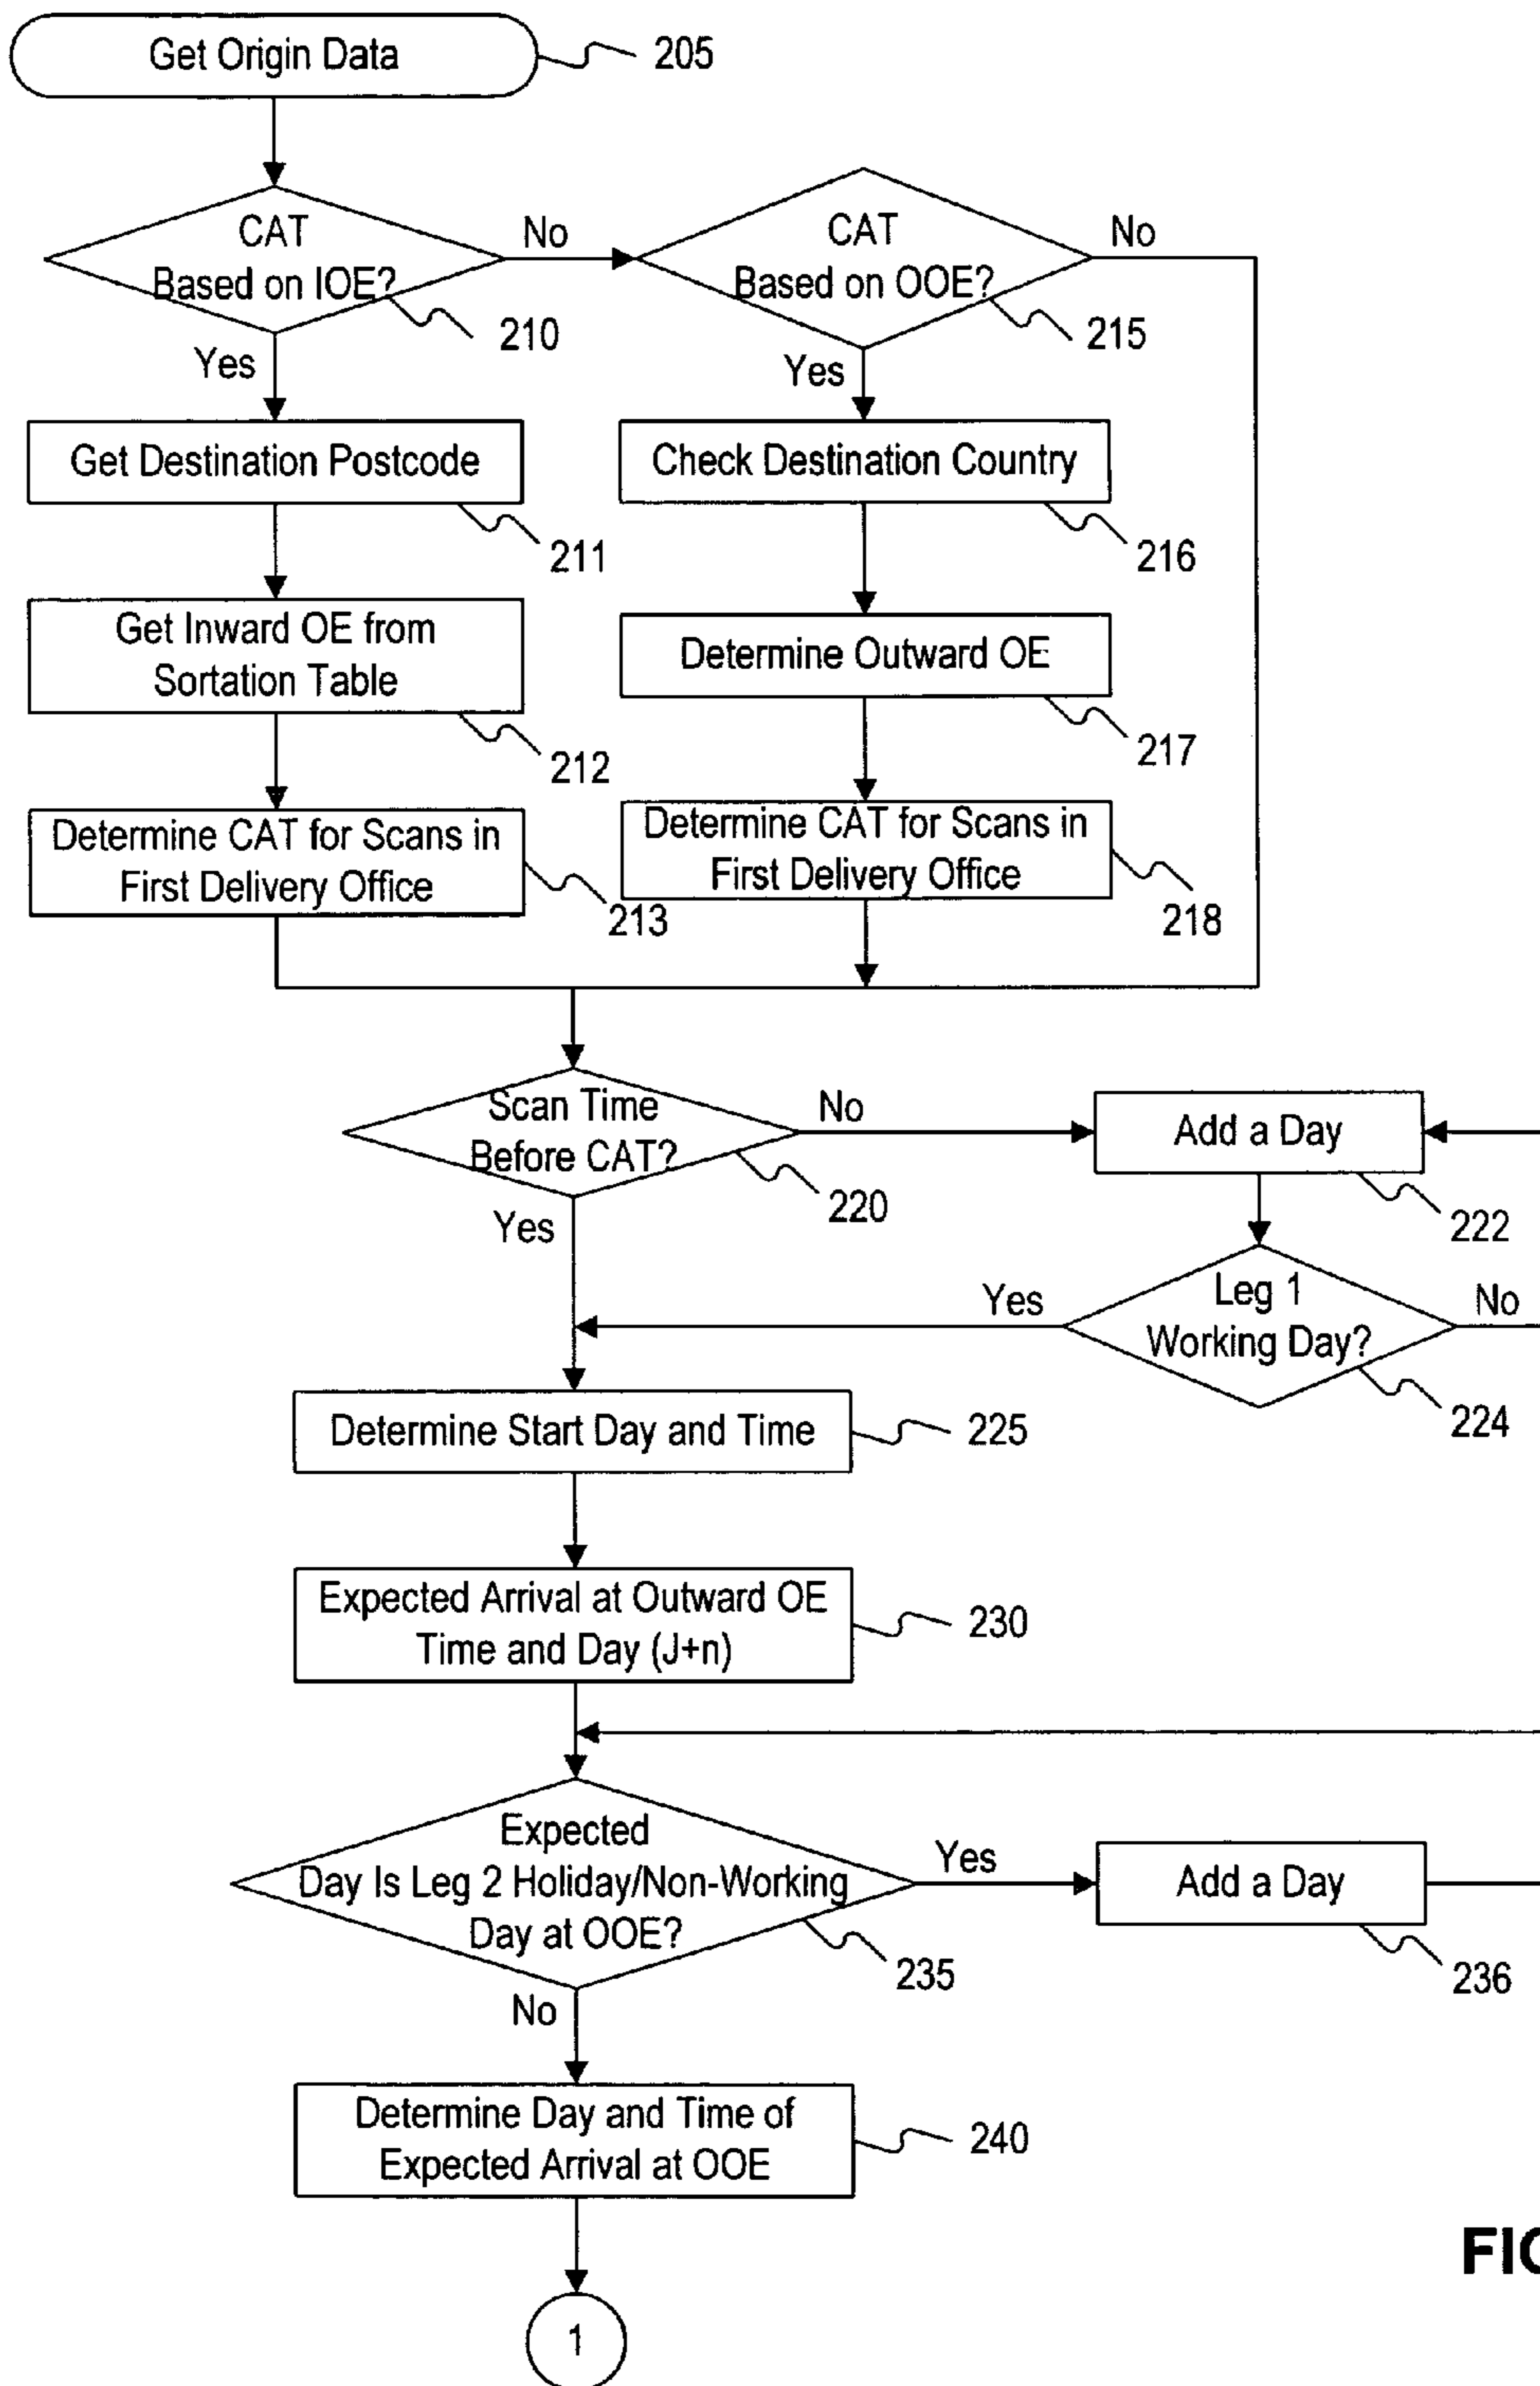 Get Origin Data
205
CAT
Based on IOE?
No
210
Yes
CAT
Based on OOE?
No
215
Yes
Get Destination Postcode
211
Check Destination Country
216
Get Inward OE from
Sortation Table
212
Determine Outward OE
217
Determine CAT for Scans in
First Delivery Office
213
Determine CAT for Scans in
First Delivery Office
218
Scan Time
Before CAT?
No
220
Yes
Add a Day
222
Leg 1
Working Day?
Yes
No
224
Determine Start Day and Time
225
Expected Arrival at Outward OE
Time and Day (J+n)
230
Expected
Day Is Leg 2 Holiday/Non-Working
Day at OOE?
Yes
235
No
Add a Day
236
Determine Day and Time of
Expected Arrival at OOE
240
1